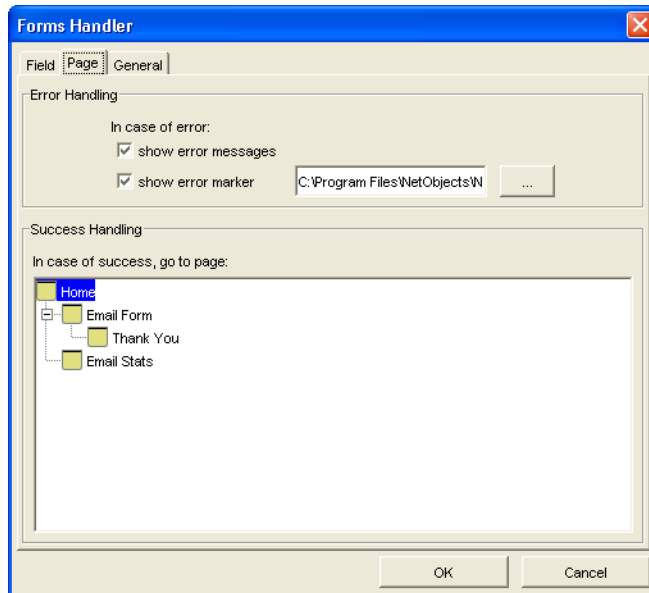 Forms Handler
Field Page General
Error Handling
In case of error:
show error messages
show error marker C:\Program Files\NetObjects\N ...
Success Handling
In case of success, go to page:
Home
Email Form
Thank You
Email Stats
OK Cancel